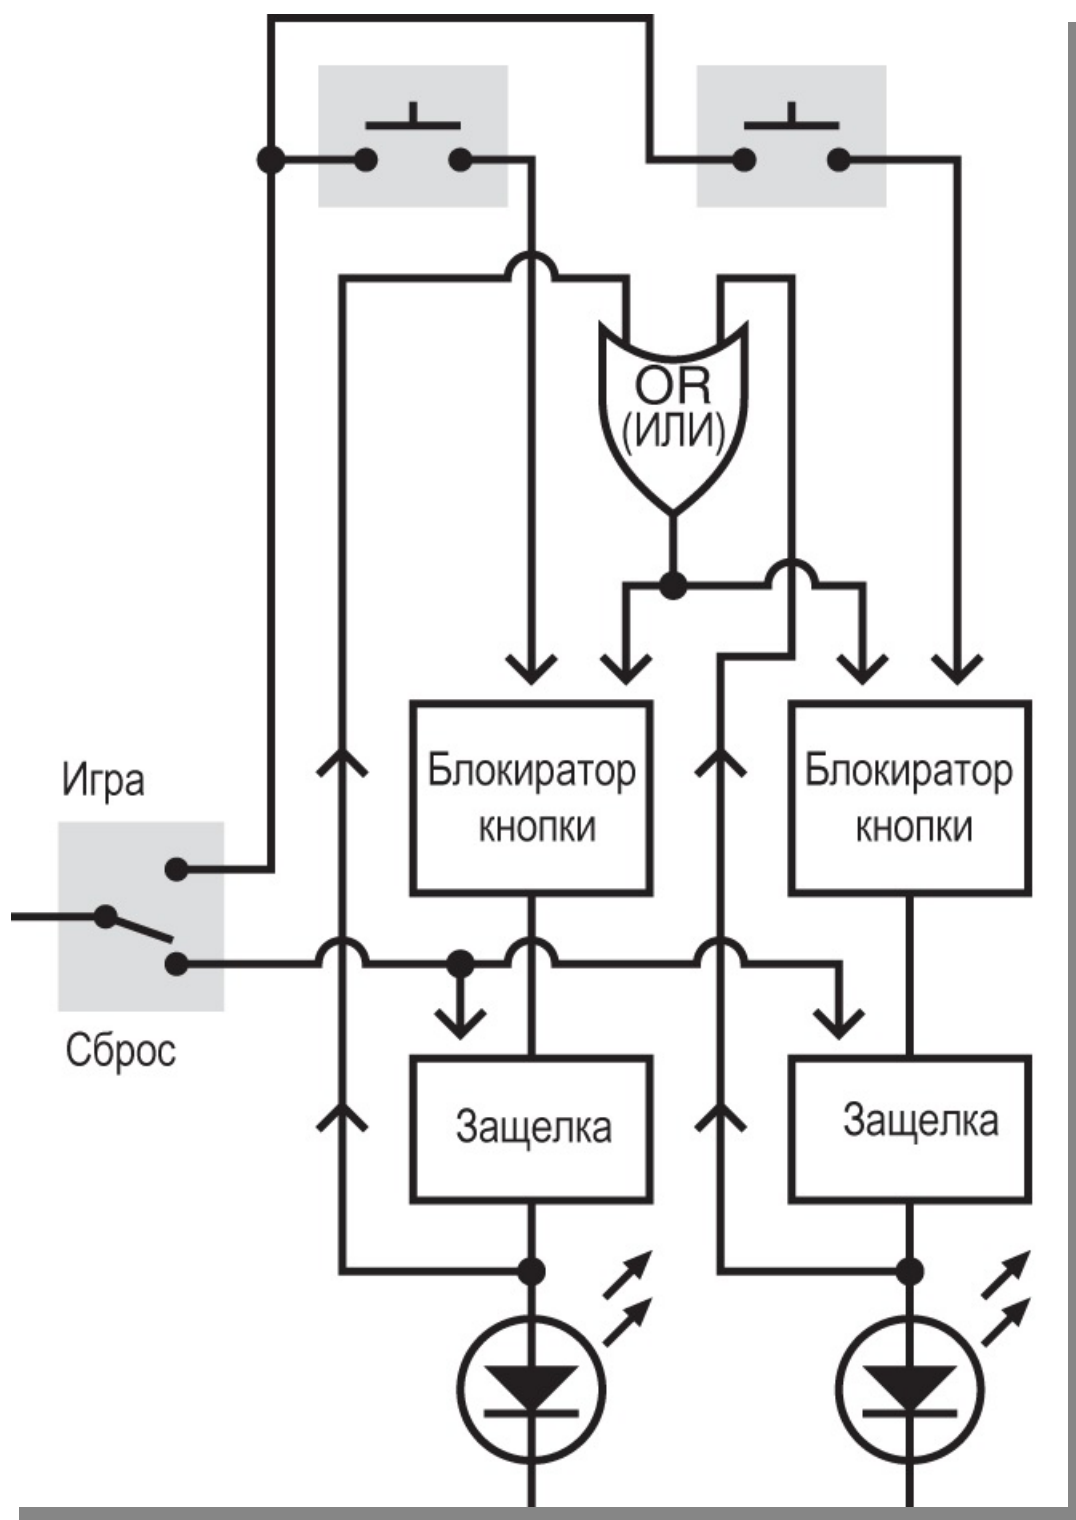 OR
(ИЛИ)
Игра
Блокиратор
кнопки
Блокиратор
кнопки
Сброс
Защелка
Защелка